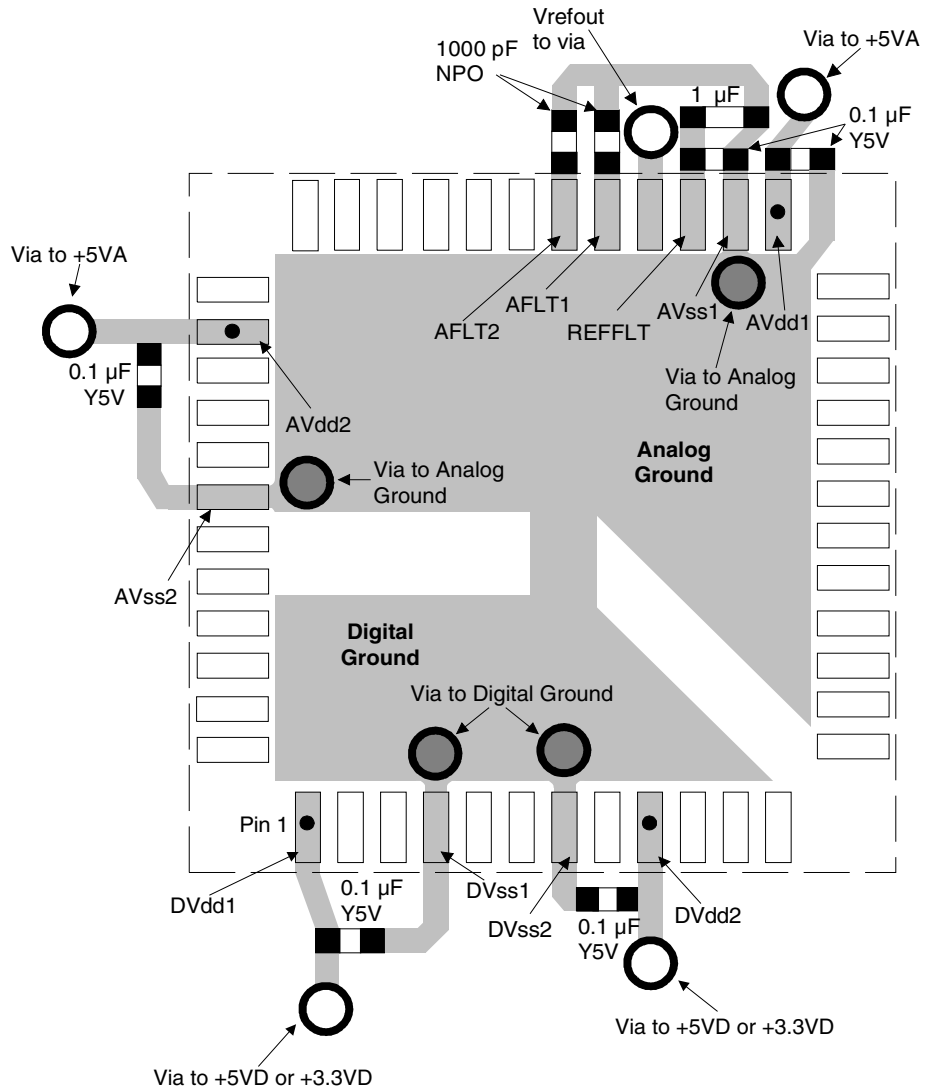 Vrefout
to via
Via to +5VA
1000 pF
NPO
1 µF
0.1 µF
Y5V
Via to +5VA
AFLT2
AFLT1
REFFLT
AVss1
AVdd1
0.1 µF
Y5V
Via to Analog
Ground
AVdd2
Analog
Ground
Via to Analog
Ground
AVss2
Digital
Ground
Via to Digital Ground
Pin 1
DVdd1
0.1 µF
Y5V
DVss1
DVss2
0.1 µF
Y5V
DVdd2
Via to +5VD or +3.3VD
Via to +5VD or +3.3VD